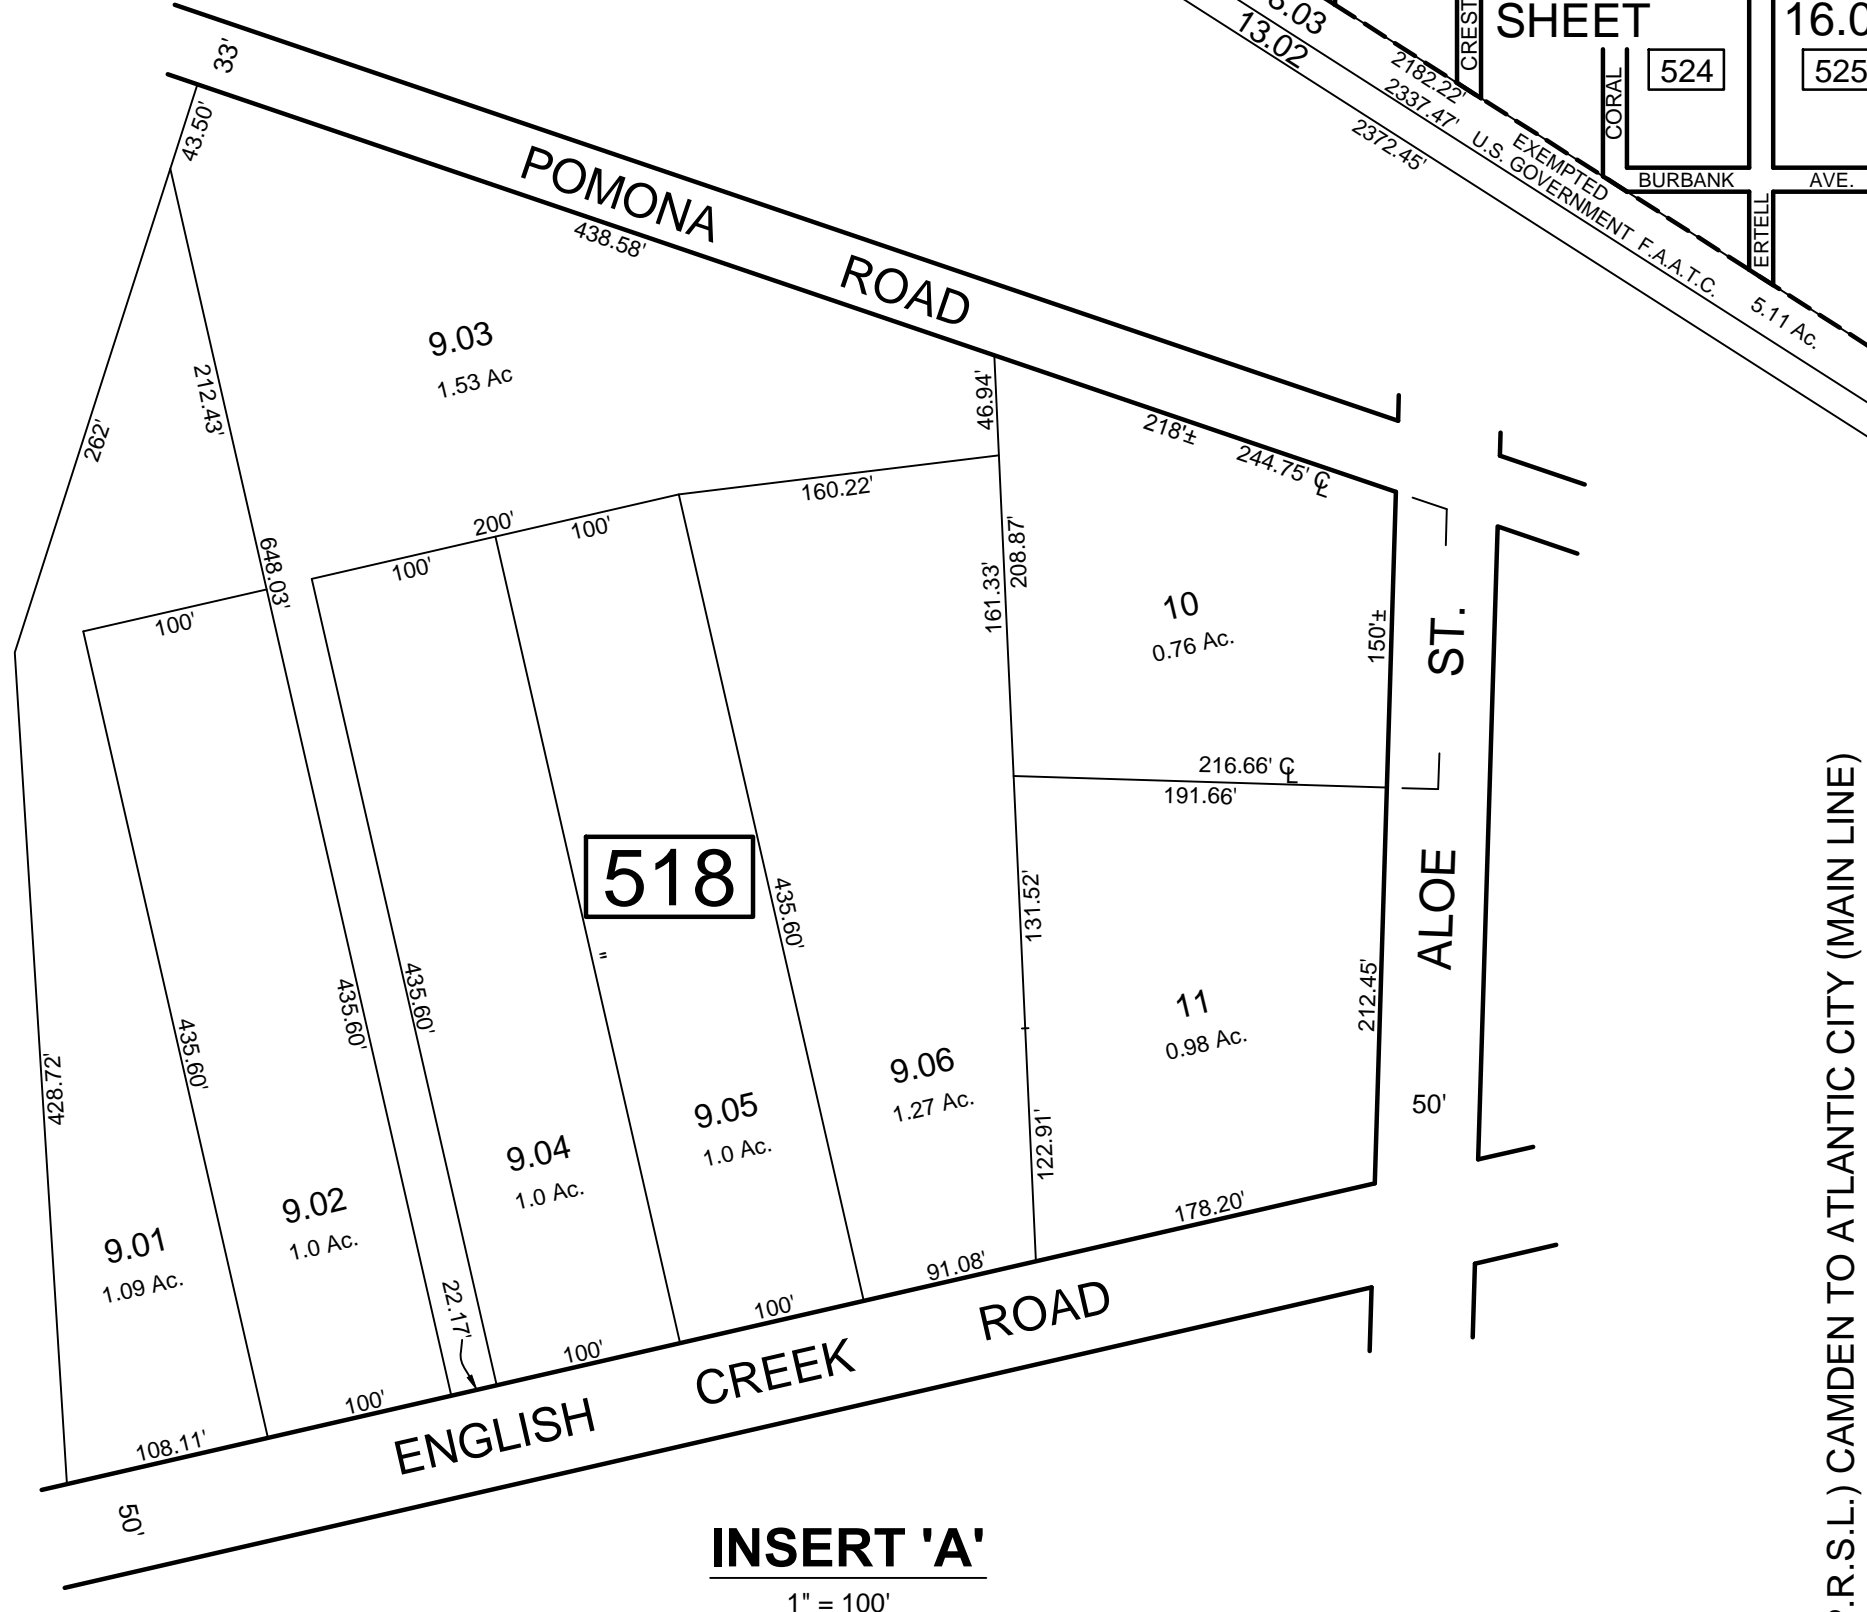 33'
43.50'
POMONA ROAD
438.58'
13.02
2182.22'
2337.47'
2372.45'
EXEMPTED
U.S. GOVERNMENT F.A.A.T.C. 5.11 Ac.
CREST
SHEET
524
525
CORAL
BURBANK AVE.
ERTELL
9.03
1.53 Ac
262'
212.43'
648.03'
46.94'
218'±
244.75' ℄
160.22'
200'
100'
100'
100'
208.87'
161.33'
10
0.76 Ac.
150'±
ALOE ST.
216.66' ℄
191.66'
518
435.60'
"
131.52'
11
0.98 Ac.
212.45'
50'
122.91'
178.20'
428.72'
435.60'
435.60'
435.60'
9.06
1.27 Ac.
9.05
1.0 Ac.
9.04
1.0 Ac.
9.02
1.0 Ac.
9.01
1.09 Ac.
22.17'
91.08'
100'
100'
100'
108.11'
ENGLISH CREEK ROAD
50'
INSERT 'A'
1" = 100'
.R.S.L.) CAMDEN TO ATLANTIC CITY (MAIN LINE)